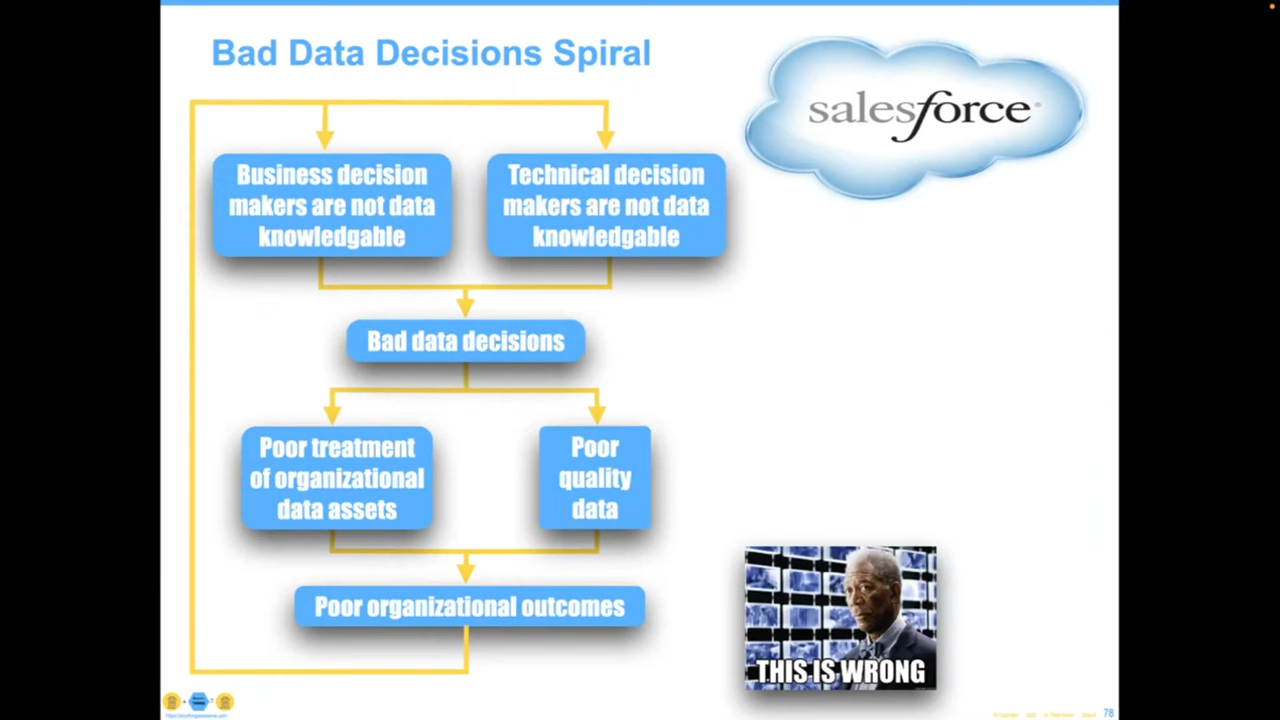 Bad Data Decisions Spiral
salesforce
Business decision
makers are not data
knowledgable
Technical decision
makers are not data
knowledgable
Bad data decisions
Poor treatment
of organizational
data assets
Poor
quality
data
Poor organizational outcomes
THIS IS WRONG
78